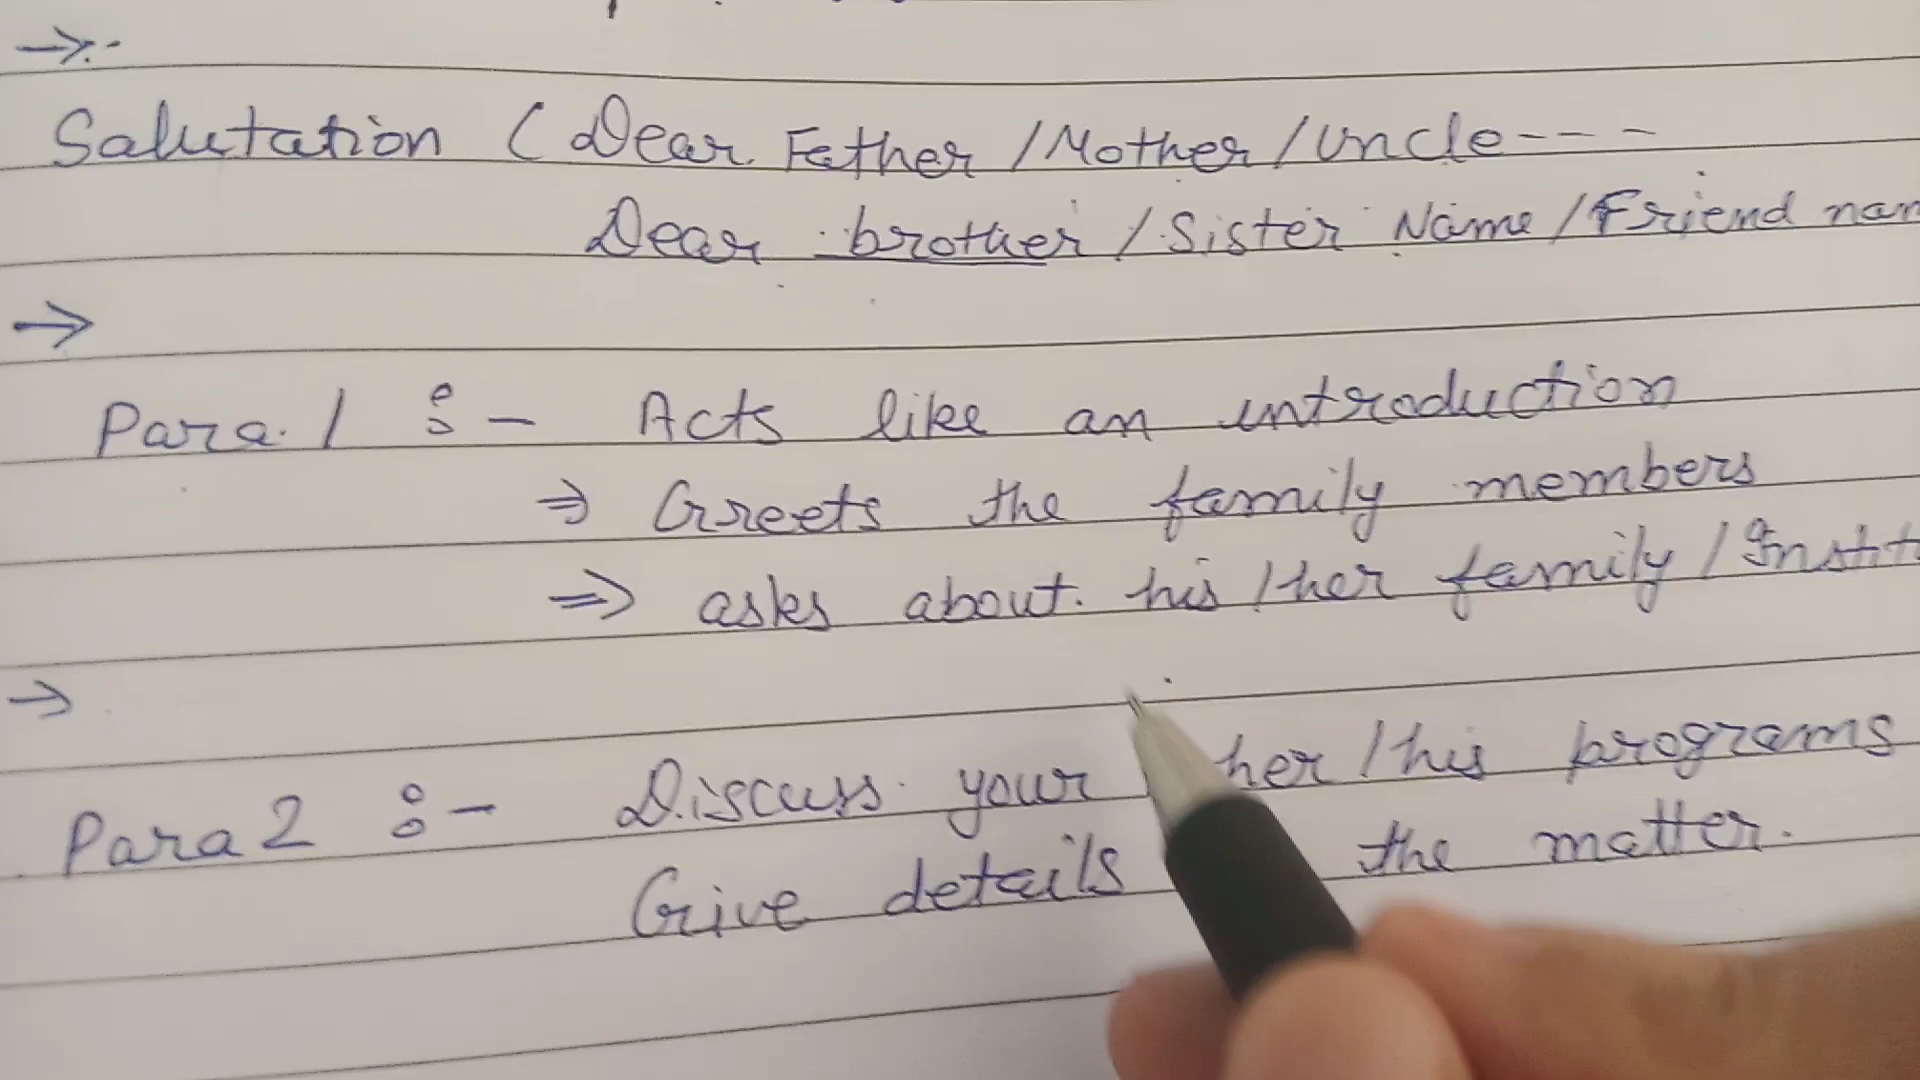 →:-
Salutation ( Dear Father / Mother / Uncle - - - -
Dear brother / Sister Name / Friend
→
Para 1 :- Acts like an introduction
⇒ Greets the family members
⇒ asks about his / her family /
→
Para 2 :- Discuss your her / his programs
Give details the matter.